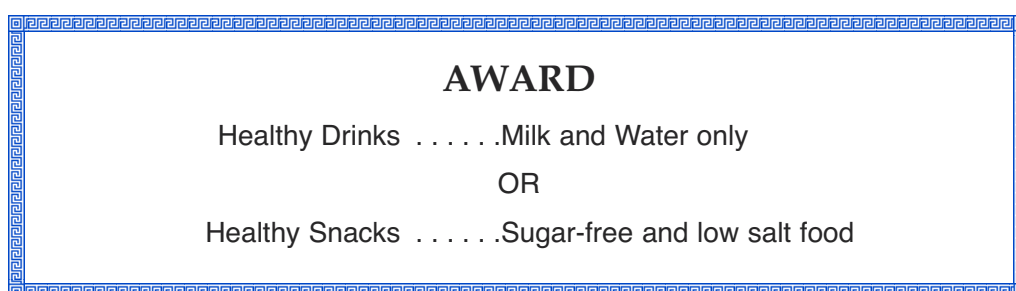 AWARD
Healthy Drinks . . . . . .Milk and Water only
OR
Healthy Snacks . . . . . .Sugar-free and low salt food